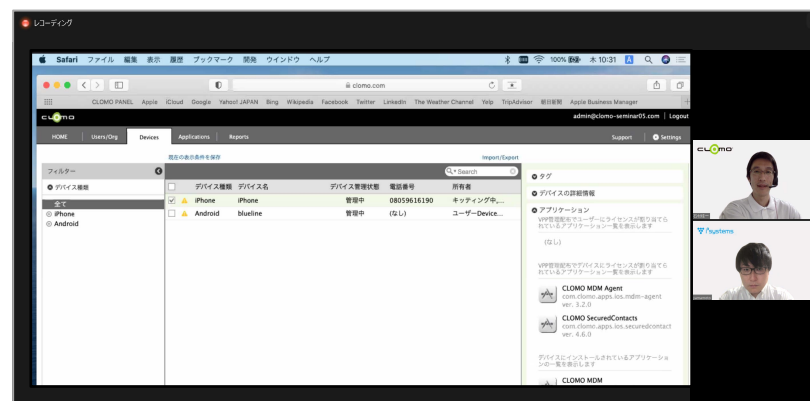 レコーディング
Safari ファイル 編集 表示 履歴 ブックマーク 開発 ウインドウ ヘルプ
100% 木 10:31 A
clomo.com
CLOMO PANEL Apple iCloud Google Yahoo! JAPAN Bing Wikipedia Facebook Twitter LinkedIn The Weather Channel Yelp TripAdvisor 朝日新聞 Apple Business Manager
CLOMO
admin@clomo-seminar05.com Logout
HOME Users/Org Devices Applications Reports Support Settings
現在の表示条件を保存 Import/Export
フィルター
Search
デバイス種類
全て
iPhone
Android
デバイス種類 デバイス名 デバイス管理状態 電話番号 所有者
iPhone iPhone 管理中 08059616190 キッティング中,...
Android blueline 管理中 (なし) ユーザーDevice...
タグ
デバイスの詳細情報
アプリケーション
VPP管理配布でユーザーにライセンスが割り当てら
れているアプリケーション一覧を表示します
(なし)
VPP管理配布でデバイスにライセンスが割り当てら
れているアプリケーション一覧を表示します
CLOMO MDM Agent
com.clomo.apps.ios.mdm-agent
ver. 3.2.0
CLOMO SecuredContacts
com.clomo.apps.ios.securedcontact
ver. 4.6.0
デバイスにインストールされているアプリケーショ
ンの一覧を表示します
CLOMO MDM
CLOMO
i'systems